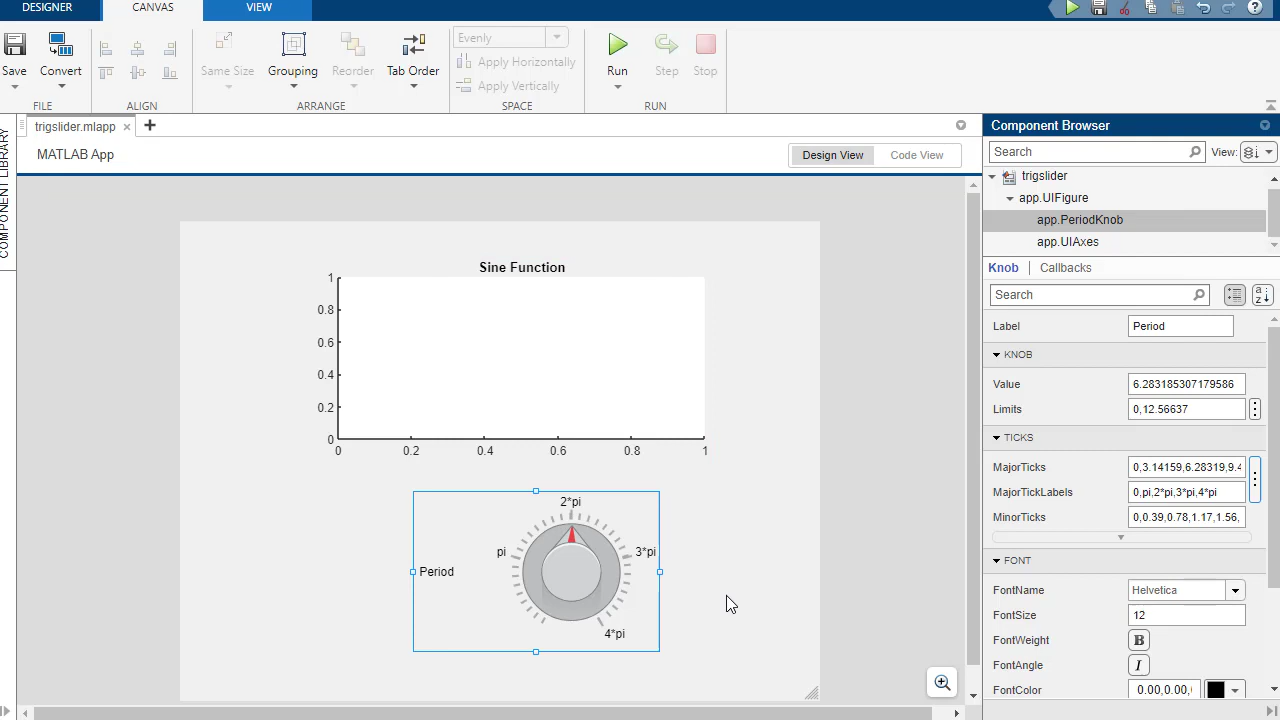 DESIGNER CANVAS VIEW
Save Convert Same Size Grouping Reorder Tab Order Evenly Apply Horizontally Apply Vertically Run Step Stop
FILE ALIGN ARRANGE SPACE RUN
trigslider.mlapp
MATLAB App Design View Code View
COMPONENT LIBRARY
Sine Function
1
0.8
0.6
0.4
0.2
0
0 0.2 0.4 0.6 0.8 1
2*pi
pi 3*pi
Period
4*pi
Component Browser
Search View:
trigslider
app.UIFigure
app.PeriodKnob
app.UIAxes
Knob Callbacks
Search
Label Period
KNOB
Value 6.283185307179586
Limits 0,12.56637
TICKS
MajorTicks 0,3.14159,6.28319,9.4
MajorTickLabels 0,pi,2*pi,3*pi,4*pi
MinorTicks 0,0.39,0.78,1.17,1.56,
FONT
FontName Helvetica
FontSize 12
FontWeight B
FontAngle I
FontColor 0.00,0.00,